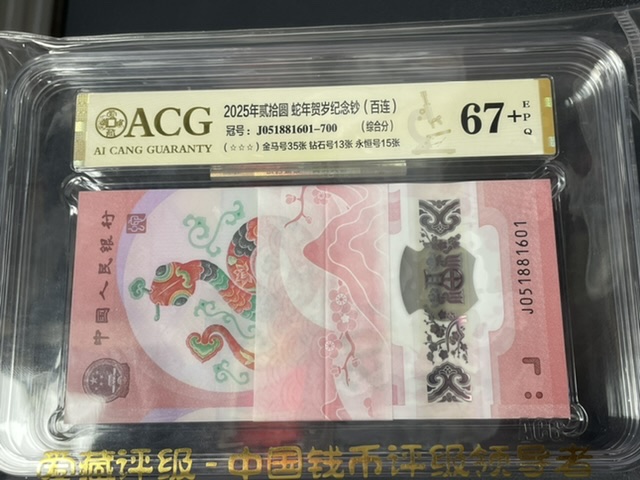 ACG
AI CANG GUARANTY
2025年贰拾圆 蛇年贺岁纪念钞(百连)
冠号：J051881601-700 (综合分)
(☆☆☆)金马号35张 钻石号13张 永恒号15张
67+ EPQ
中国人民银行
J051881601
爱藏评级-中国钱币评级领导者